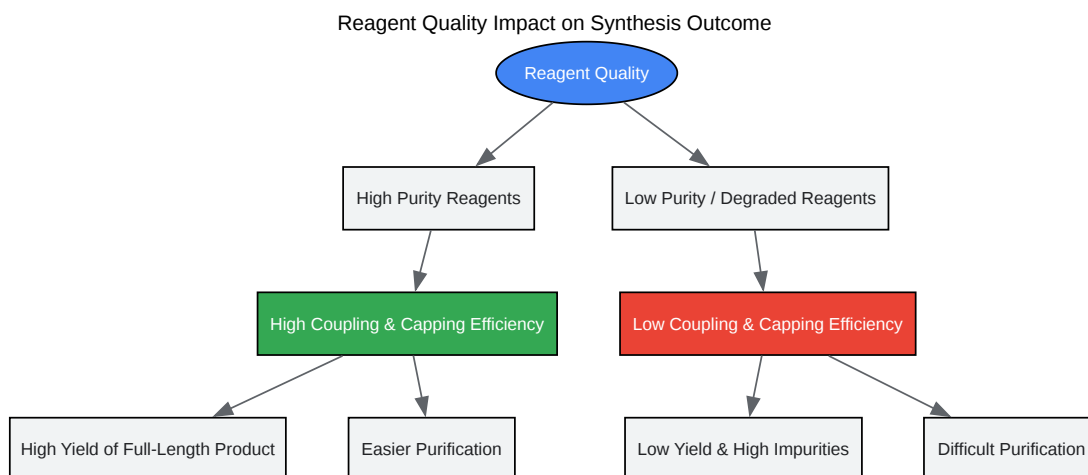 Reagent Quality Impact on Synthesis Outcome
Reagent Quality
High Purity Reagents
Low Purity / Degraded Reagents
High Coupling & Capping Efficiency
Low Coupling & Capping Efficiency
High Yield of Full-Length Product
Easier Purification
Low Yield & High Impurities
Difficult Purification